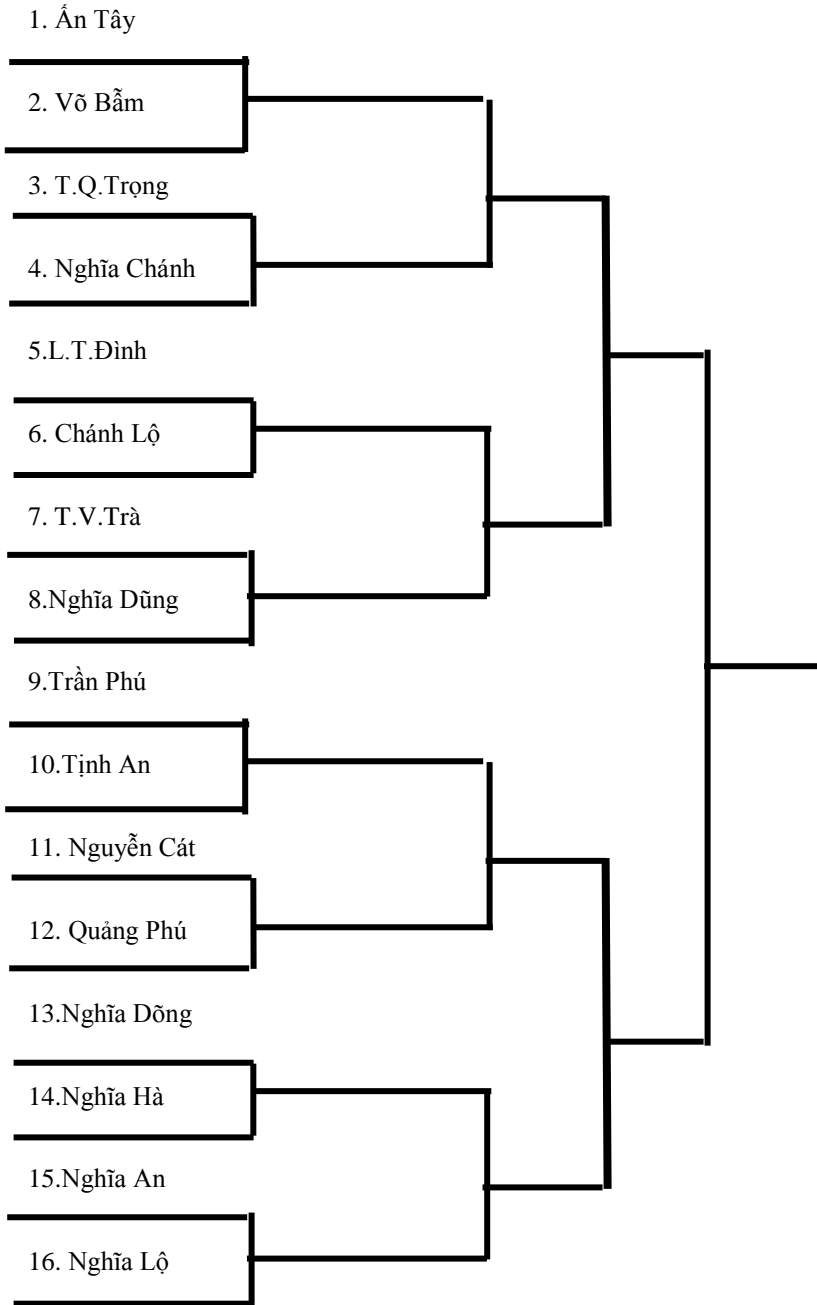 1. Ấn Tây
2. Võ Bẫm
3. T.Q.Trọng
4. Nghĩa Chánh
5.L.T.Đình
6. Chánh Lộ
7. T.V.Trà
8.Nghĩa Dũng
9.Trần Phú
10.Tịnh An
11. Nguyễn Cát
12. Quảng Phú
13.Nghĩa Dõng
14.Nghĩa Hà
15.Nghĩa An
16. Nghĩa Lộ